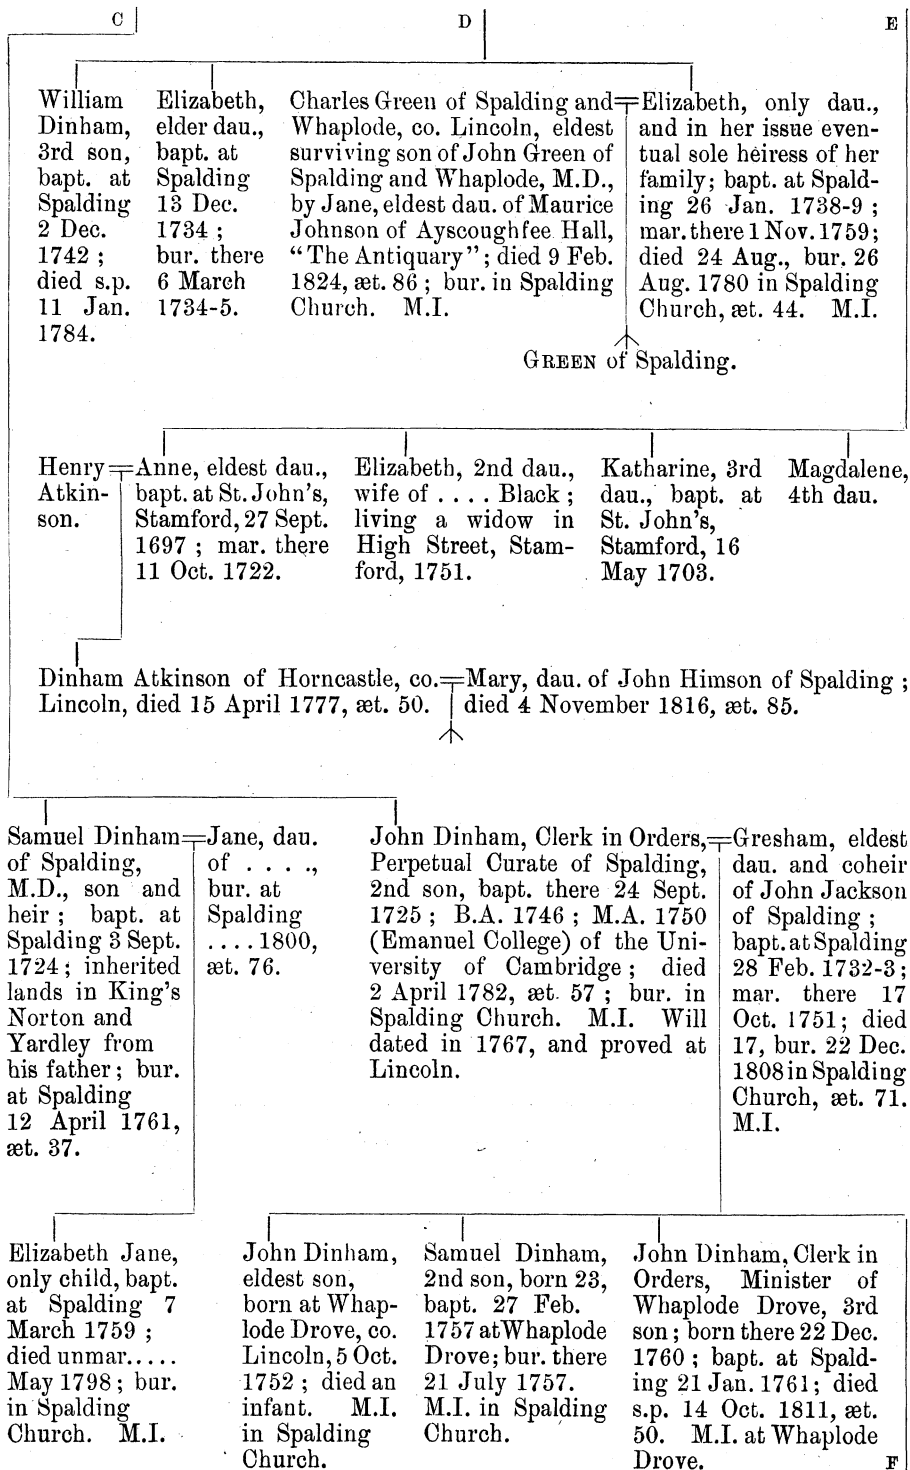 C
D
E
William
Dinham,
3rd son,
bapt. at
Spalding
2 Dec.
1742 ;
died s.p.
11 Jan.
1784.
Elizabeth,
elder dau.,
bapt. at
Spalding
13 Dec.
1734 ;
bur. there
6 March
1734-5.
Charles Green of Spalding and
Whaplode, co. Lincoln, eldest
surviving son of John Green of
Spalding and Whaplode, M.D.,
by Jane, eldest dau. of Maurice
Johnson of Ayscoughfee Hall,
“The Antiquary” ; died 9 Feb.
1824, æt. 86 ; bur. in Spalding
Church. M.I.
Elizabeth, only dau.,
and in her issue even-
tual sole heiress of her
family; bapt. at Spald-
ing 26 Jan. 1738-9 ;
mar. there 1 Nov. 1759;
died 24 Aug., bur. 26
Aug. 1780 in Spalding
Church, æt. 44. M.I.
GREEN of Spalding.
Henry
Atkin-
son.
Anne, eldest dau.,
bapt. at St. John's,
Stamford, 27 Sept.
1697 ; mar. there
11 Oct. 1722.
Elizabeth, 2nd dau.,
wife of . . . . Black ;
living a widow in
High Street, Stam-
ford, 1751.
Katharine, 3rd
dau., bapt. at
St. John's,
Stamford, 16
May 1703.
Magdalene,
4th dau.
Dinham Atkinson of Horncastle, co.
Lincoln, died 15 April 1777, æt. 50.
Mary, dau. of John Himson of Spalding ;
died 4 November 1816, æt. 85.
Samuel Dinham
of Spalding,
M.D., son and
heir ; bapt. at
Spalding 3 Sept.
1724 ; inherited
lands in King's
Norton and
Yardley from
his father ; bur.
at Spalding
12 April 1761,
æt. 37.
Jane, dau.
of . . . .,
bur. at
Spalding
. . . . 1800,
æt. 76.
John Dinham, Clerk in Orders,
Perpetual Curate of Spalding,
2nd son, bapt. there 24 Sept.
1725 ; B.A. 1746 ; M.A. 1750
(Emanuel College) of the Uni-
versity of Cambridge ; died
2 April 1782, æt. 57 ; bur. in
Spalding Church. M.I. Will
dated in 1767, and proved at
Lincoln.
Gresham, eldest
dau. and coheir
of John Jackson
of Spalding ;
bapt. at Spalding
28 Feb. 1732-3 ;
mar. there 17
Oct. 1751 ; died
17, bur. 22 Dec.
1808 in Spalding
Church, æt. 71.
M.I.
Elizabeth Jane,
only child, bapt.
at Spalding 7
March 1759 ;
died unmar.....
May 1798 ; bur.
in Spalding
Church. M.I.
John Dinham,
eldest son,
born at Whap-
lode Drove, co.
Lincoln, 5 Oct.
1752 ; died an
infant. M.I.
in Spalding
Church.
Samuel Dinham,
2nd son, born 23,
bapt. 27 Feb.
1757 at Whaplode
Drove; bur. there
21 July 1757.
M.I. in Spalding
Church.
John Dinham, Clerk in
Orders, Minister of
Whaplode Drove, 3rd
son ; born there 22 Dec.
1760 ; bapt. at Spald-
ing 21 Jan. 1761; died
s.p. 14 Oct. 1811, æt.
50. M.I. at Whaplode
Drove.
F